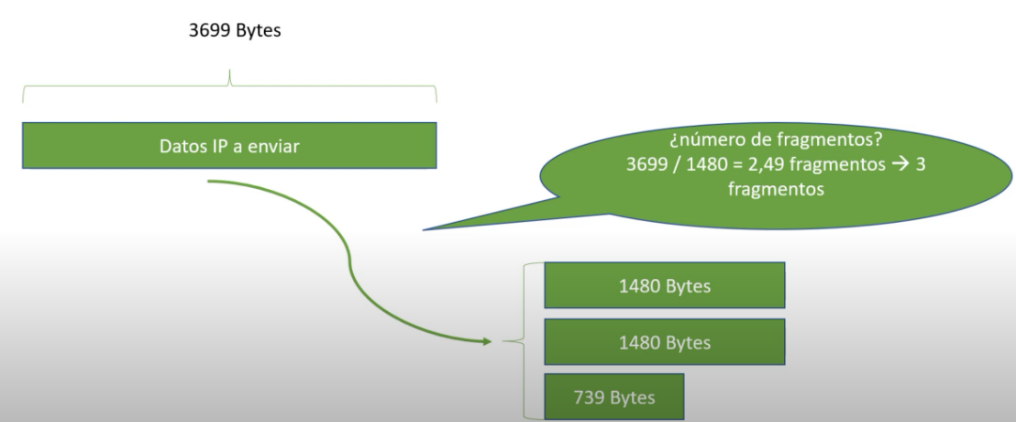 3699 Bytes
Datos IP a enviar
¿número de fragmentos?
3699 / 1480 = 2,49 fragmentos → 3
fragmentos
1480 Bytes
1480 Bytes
739 Bytes